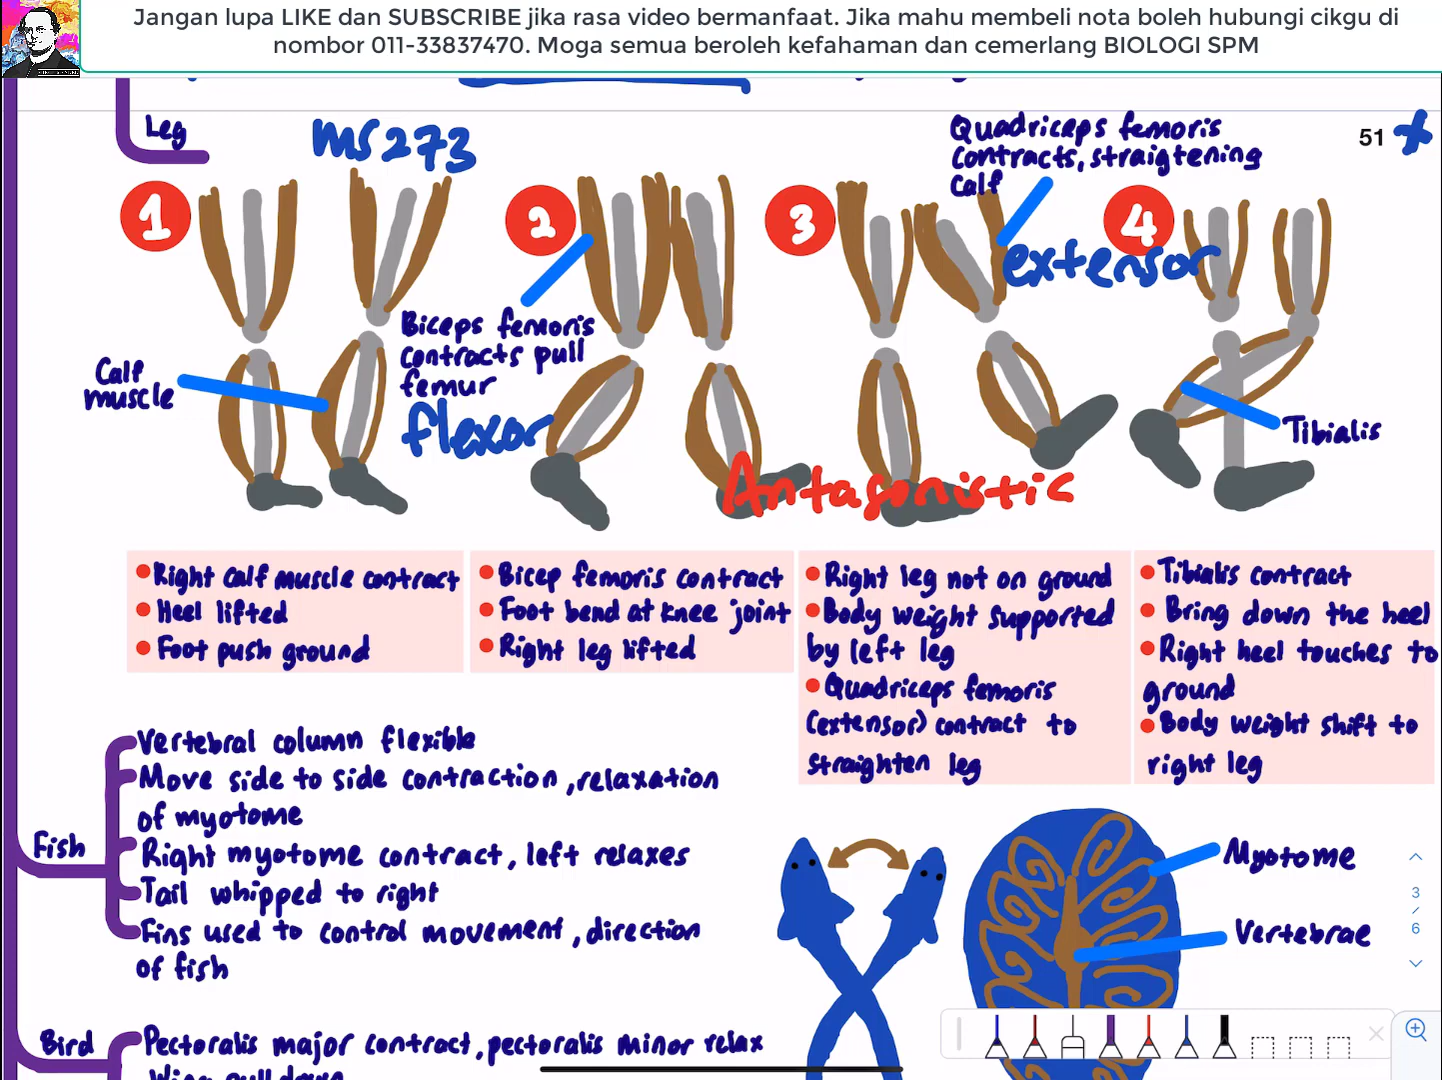 Jangan lupa LIKE dan SUBSCRIBE jika rasa video bermanfaat. Jika mahu membeli nota boleh hubungi cikgu di
nombor 011-33837470. Moga semua beroleh kefahaman dan cemerlang BIOLOGI SPM
Leg
ms 273
51
Quadriceps femoris
contracts, straigtening
calf
1
2
3
4
extensor
Biceps femoris
contracts pull
femur
flexor
Calf
muscle
Tibialis
Antagonistic
Right calf muscle contract
Heel lifted
Foot push ground
Bicep femoris contract
Foot bend at knee joint
Right leg lifted
Right leg not on ground
Body weight supported
by left leg
Quadriceps femoris
(extensor) contract to
straighten leg
Tibialis contract
Bring down the heel
Right heel touches to
ground
Body weight shift to
right leg
Fish
Vertebral column flexible
Move side to side contraction, relaxation
of myotome
Right myotome contract, left relaxes
Tail whipped to right
Fins used to control movement, direction
of fish
Myotome
Vertebrae
3
/
6
Bird
Pectoralis major contract, pectoralis minor relax
Wing pull down